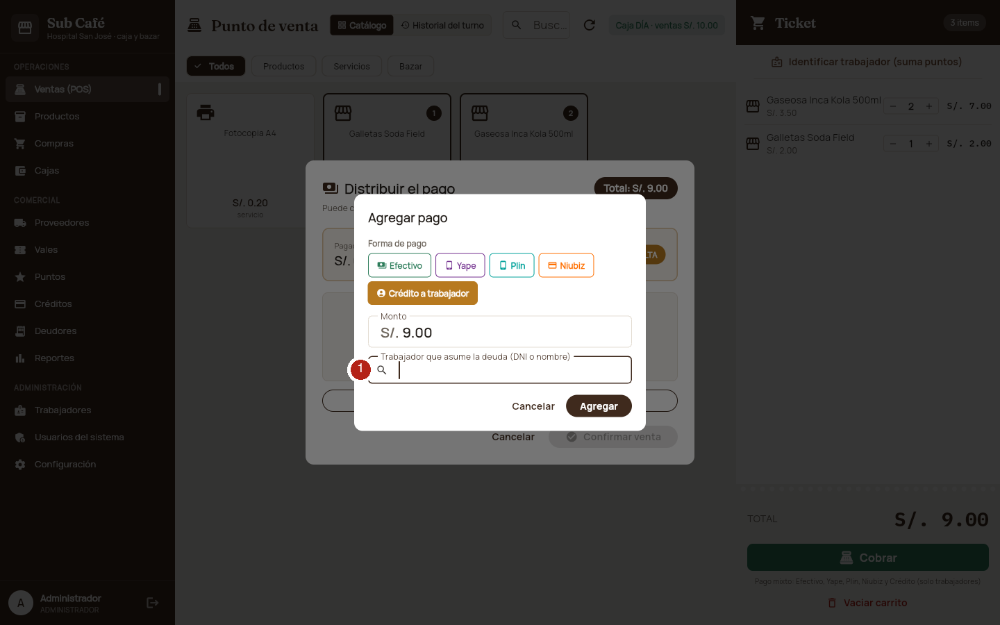 Sub Café
Hospital San José · caja y bazar
OPERACIONES
Ventas (POS)
Productos
Compras
Cajas
COMERCIAL
Proveedores
Vales
Puntos
Créditos
Deudores
Reportes
ADMINISTRACIÓN
Trabajadores
Usuarios del sistema
Configuración
A
Administrador
ADMINISTRADOR
Punto de venta
Catálogo
Historial del turno
Busc...
Caja DÍA · ventas S/. 10.00
Todos
Productos
Servicios
Bazar
Fotocopia A4
S/. 0.20
servicio
1
Galletas Soda Field
2
Gaseosa Inca Kola 500ml
Distribuir el pago
Total: S/. 9.00
Puede
S/.
Agregar pago
Forma de pago
Efectivo
Yape
Plin
Niubiz
Crédito a trabajador
Monto
S/. 9.00
Trabajador que asume la deuda (DNI o nombre)
1
Cancelar
Agregar
Cancelar
Confirmar venta
Ticket
3 items
Identificar trabajador (suma puntos)
Gaseosa Inca Kola 500ml
S/. 3.50
− 2 +
S/. 7.00
Galletas Soda Field
S/. 2.00
− 1 +
S/. 2.00
TOTAL
S/. 9.00
Cobrar
Pago mixto: Efectivo, Yape, Plin, Niubiz y Crédito (solo trabajadores)
Vaciar carrito